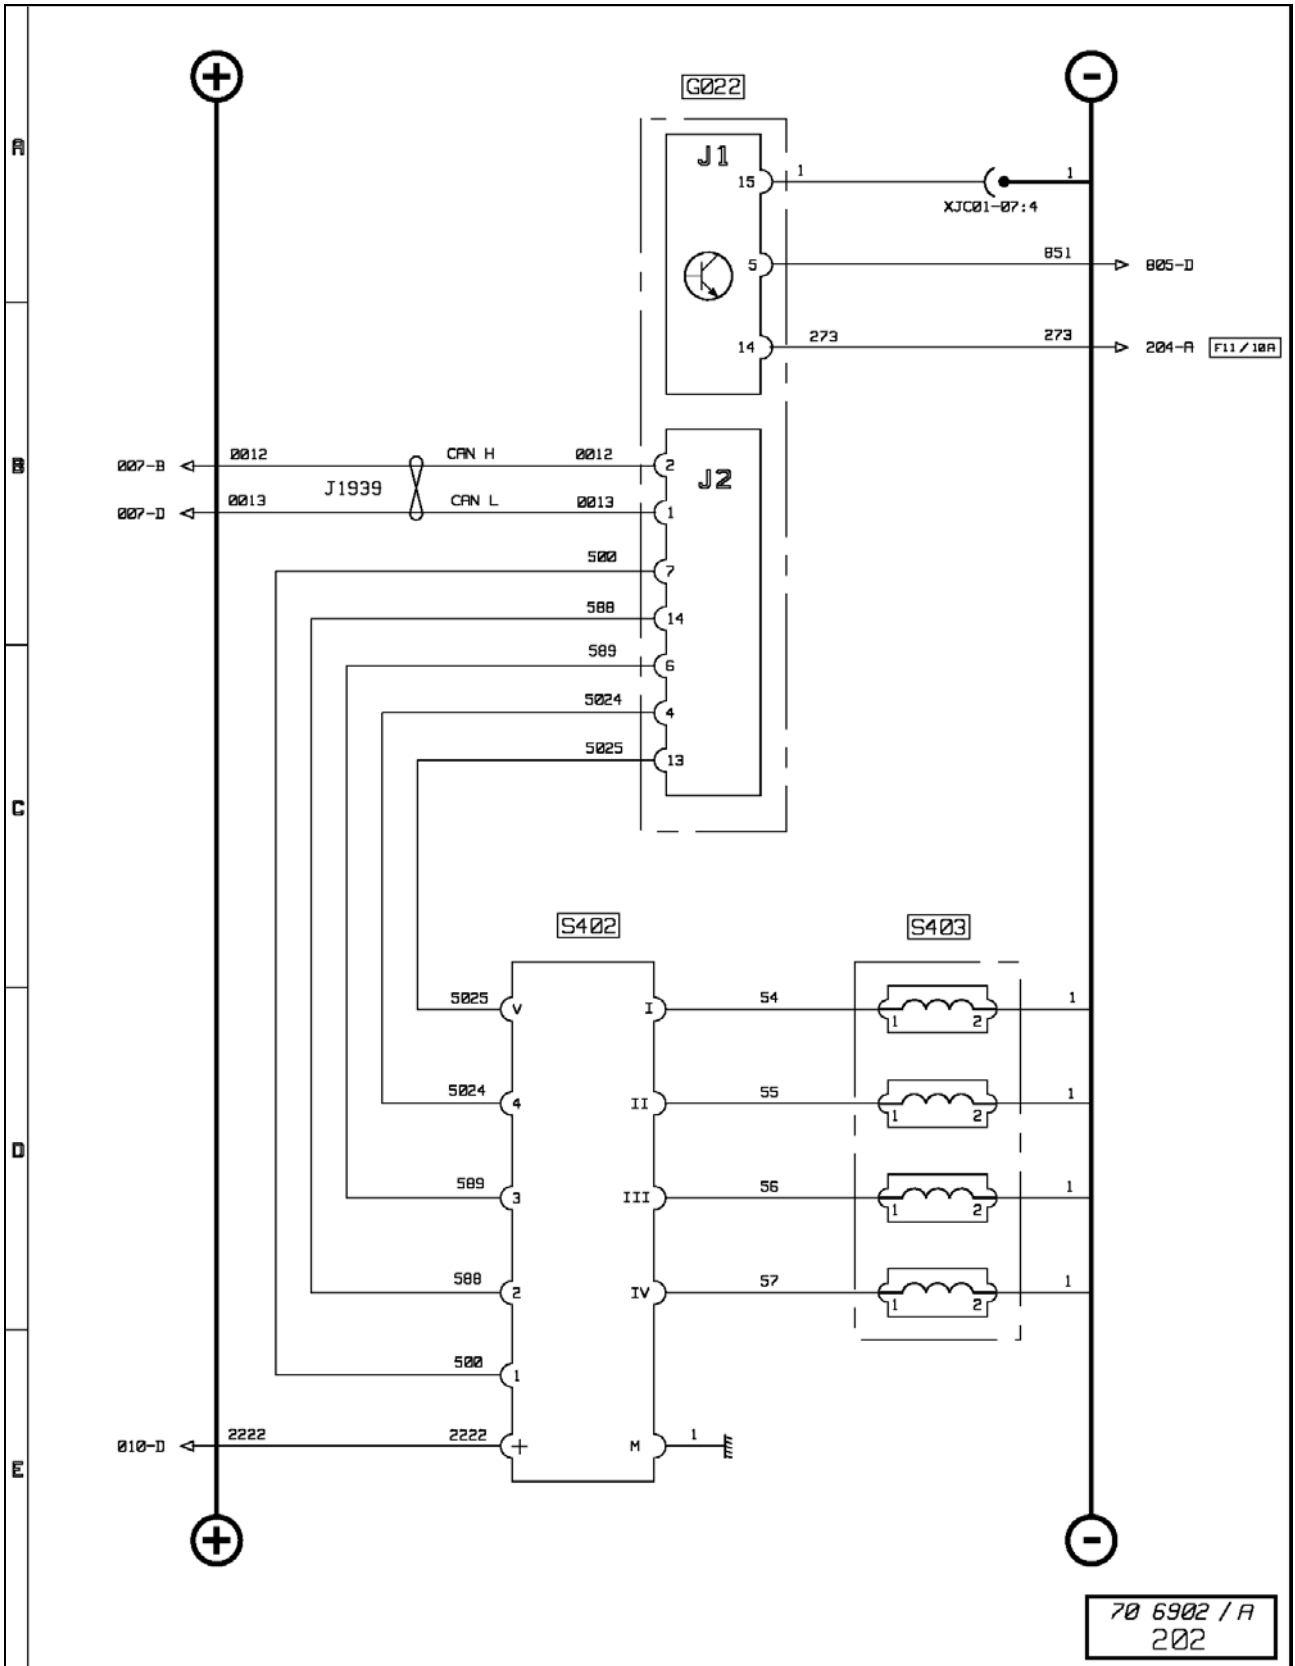 + -
G022
A
J1
15 1 1
XJC01-07:4
5 851 805-D
14 273 273 204-A F11/10A
B
007-B 0012 CAN H 0012 2
J1939
J2
007-D 0013 CAN L 0013 1
500 7
588 14
589 6
5024 4
5025 13
C
S402 S403
5025 V I 54 1 2 1
5024 4 II 55 1 2 1
D
589 3 III 56 1 2 1
588 2 IV 57 1 2 1
500 1
010-D 2222 2222 + M 1
E
+ -
70 6902 / A
202